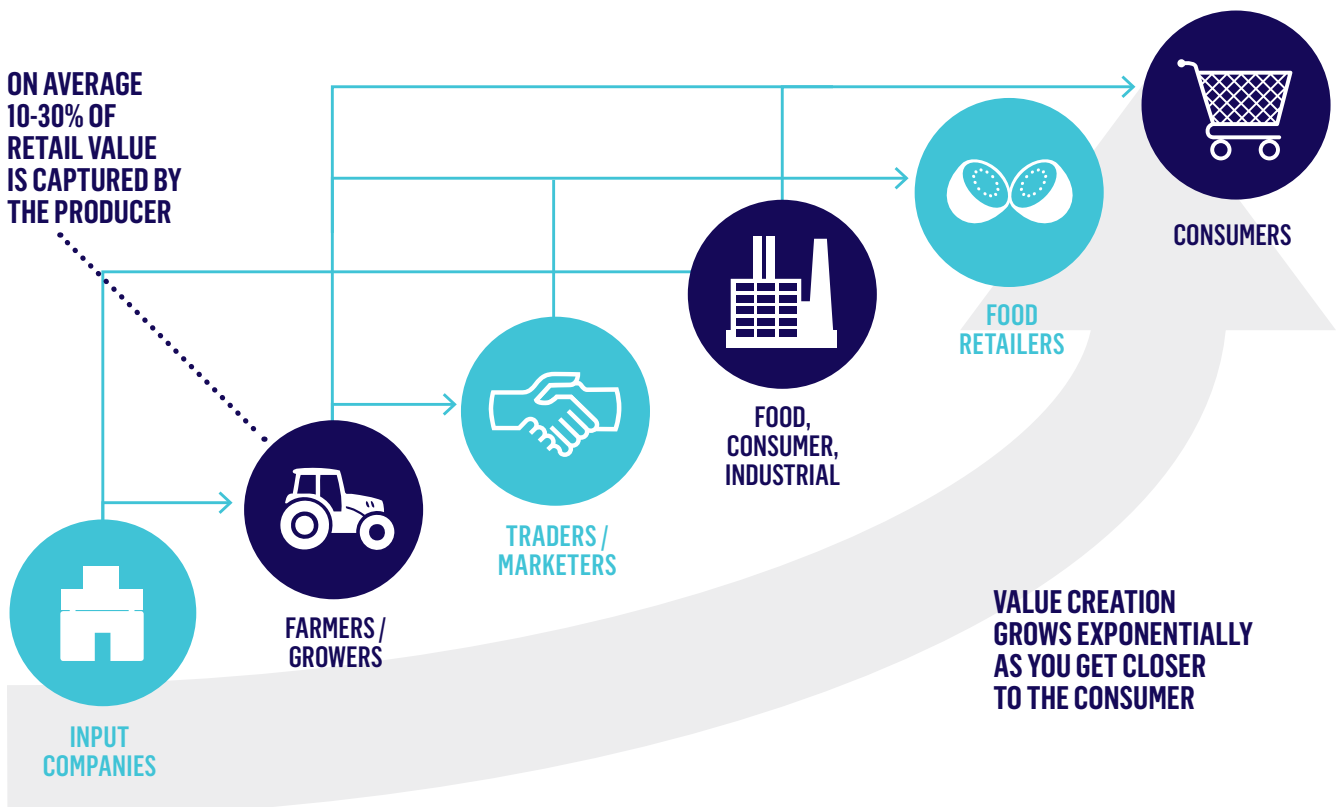 ON AVERAGE
10-30% OF
RETAIL VALUE
IS CAPTURED BY
THE PRODUCER
INPUT
COMPANIES
FARMERS /
GROWERS
TRADERS /
MARKETERS
FOOD,
CONSUMER,
INDUSTRIAL
FOOD
RETAILERS
CONSUMERS
VALUE CREATION
GROWS EXPONENTIALLY
AS YOU GET CLOSER
TO THE CONSUMER